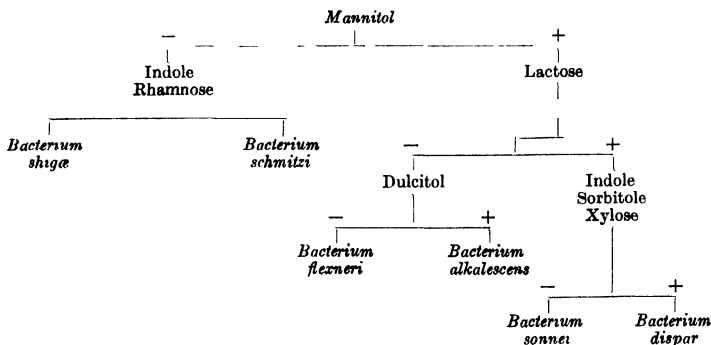 Mannitol
− +
Indole
Rhamnose
Lactose
Bacterium
shigæ
Bacterium
schmitzi
− +
Dulcitol
Indole
Sorbitole
Xylose
− +
Bacterium
flexneri
Bacterium
alkalescens
− +
Bacterium
sonnei
Bacterium
dispar